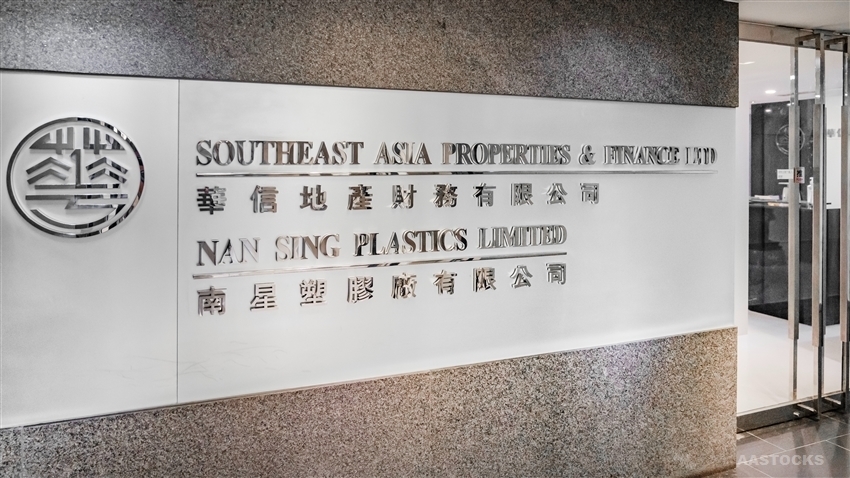 SOUTHEAST ASIA PROPERTIES & FINANCE LTD
華信地產財務有限公司
NAN SING PLASTICS LIMITED
南星塑膠廠有限公司
AASTOCKS